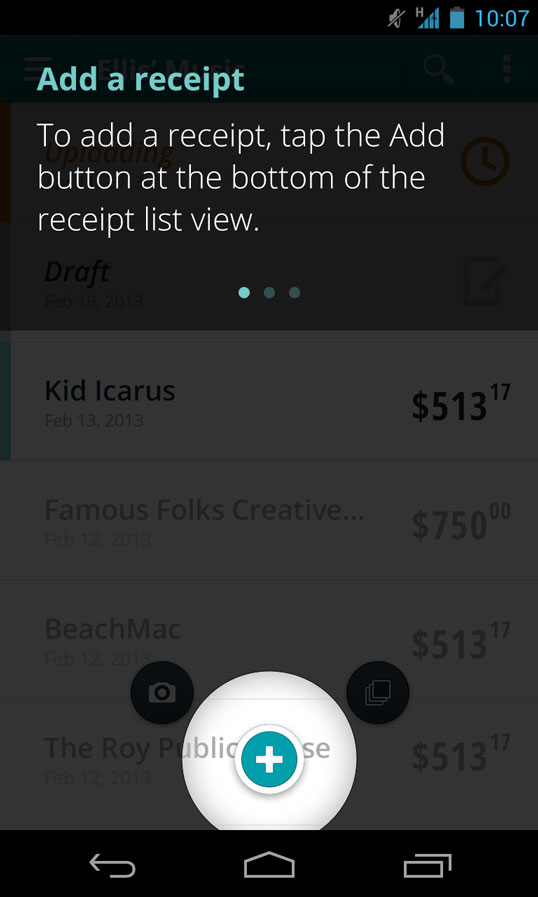 H 10:07
Ellis' Music
Add a receipt
To add a receipt, tap the Add
button at the bottom of the
receipt list view.
Uploading
Draft
Feb 19, 2013
Kid Icarus
$513 17
Feb 13, 2013
Famous Folks Creative...
$750 00
Feb 12, 2013
BeachMac
$513 17
Feb 12, 2013
The Roy Public
se
$513 17
Feb 12, 2013